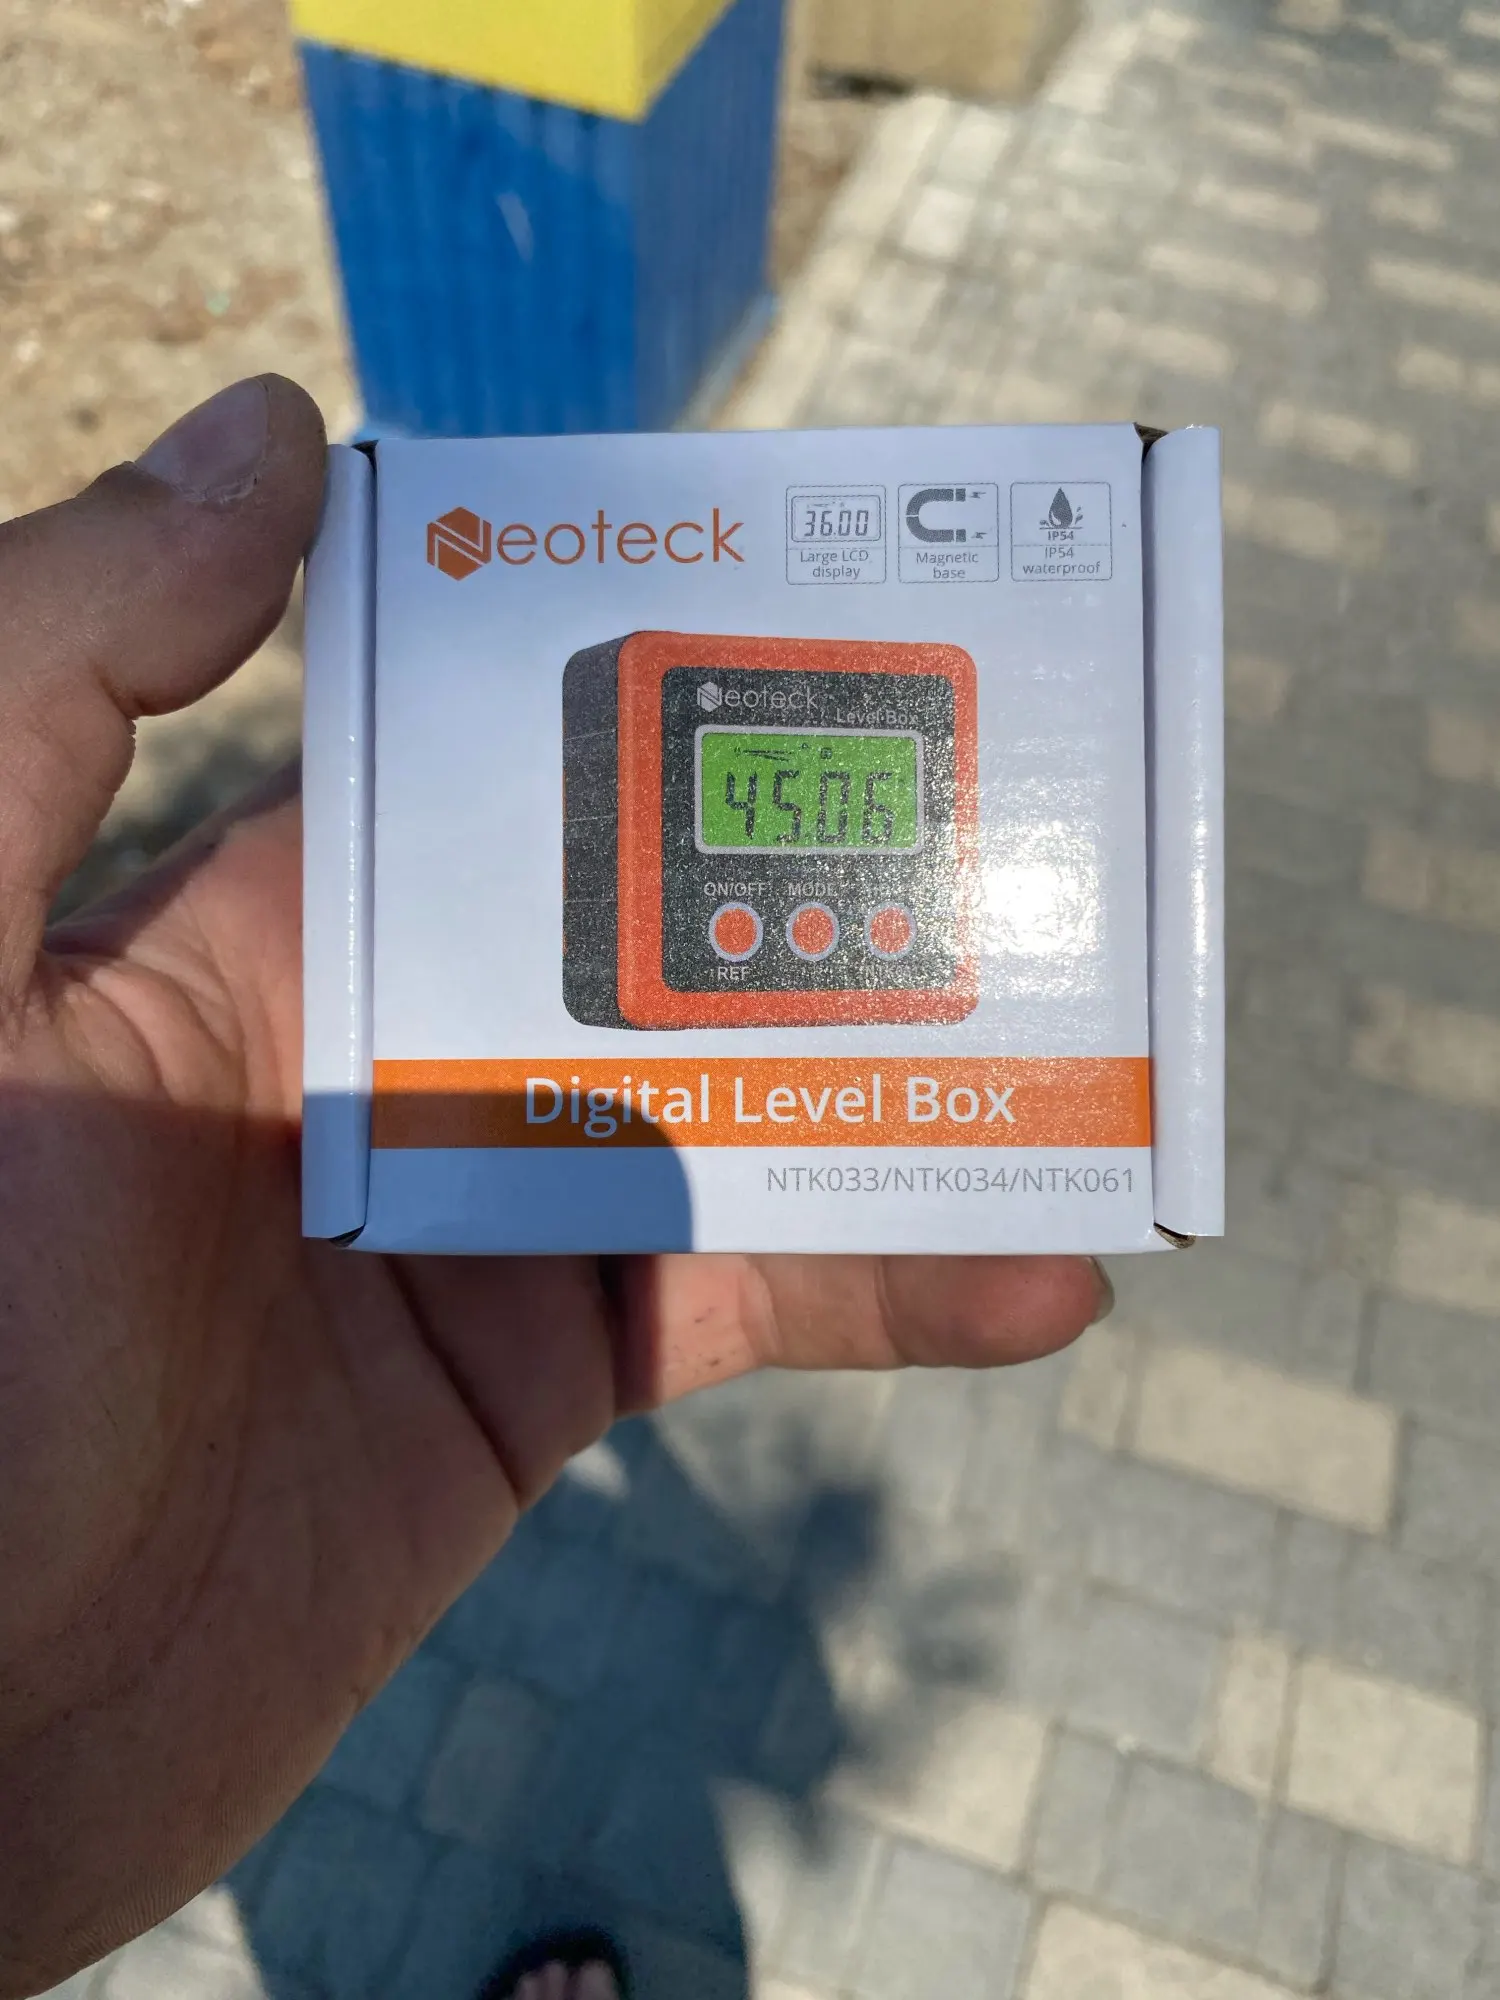 Neoteck
36.00
Large LCD
display
Magnetic
base
IP54
IP54
waterproof
Neoteck
Level Box
45.06
ON/OFF MODE
REF
Digital Level Box
NTK033/NTK034/NTK061